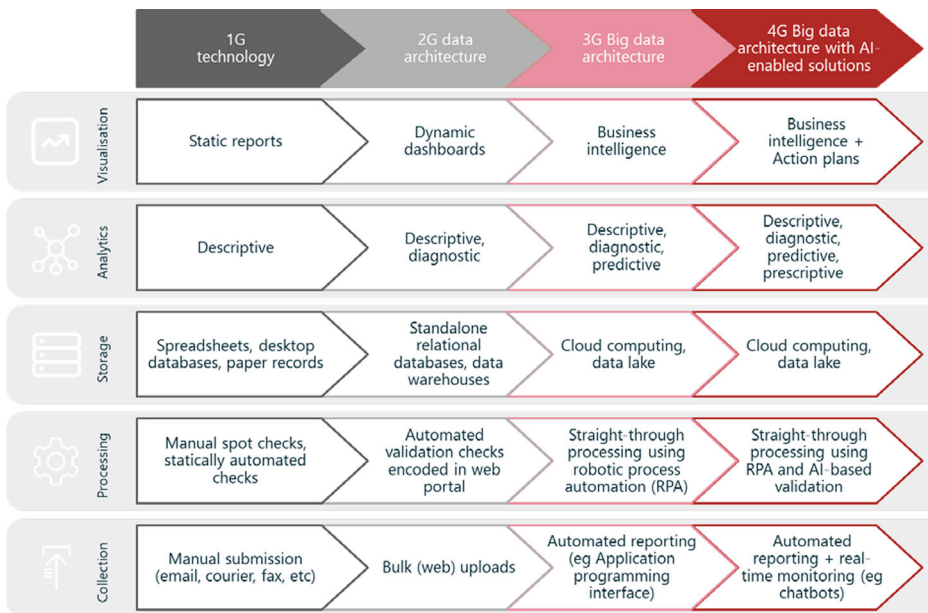 1G
technology
2G data
architecture
3G Big data
architecture
4G Big data
architecture with AI-
enabled solutions
Visualisation
Static reports
Dynamic
dashboards
Business
intelligence
Business
intelligence +
Action plans
Analytics
Descriptive
Descriptive,
diagnostic
Descriptive,
diagnostic,
predictive
Descriptive,
diagnostic,
predictive,
prescriptive
Storage
Spreadsheets, desktop
databases, paper records
Standalone
relational
databases, data
warehouses
Cloud computing,
data lake
Cloud computing,
data lake
Processing
Manual spot checks,
statically automated
checks
Automated
validation checks
encoded in web
portal
Straight-through
processing using
robotic process
automation (RPA)
Straight-through
processing using
RPA and AI-based
validation
Collection
Manual submission
(email, courier, fax, etc)
Bulk (web) uploads
Automated reporting
(eg Application
programming
interface)
Automated
reporting + real-
time monitoring (eg
chatbots)